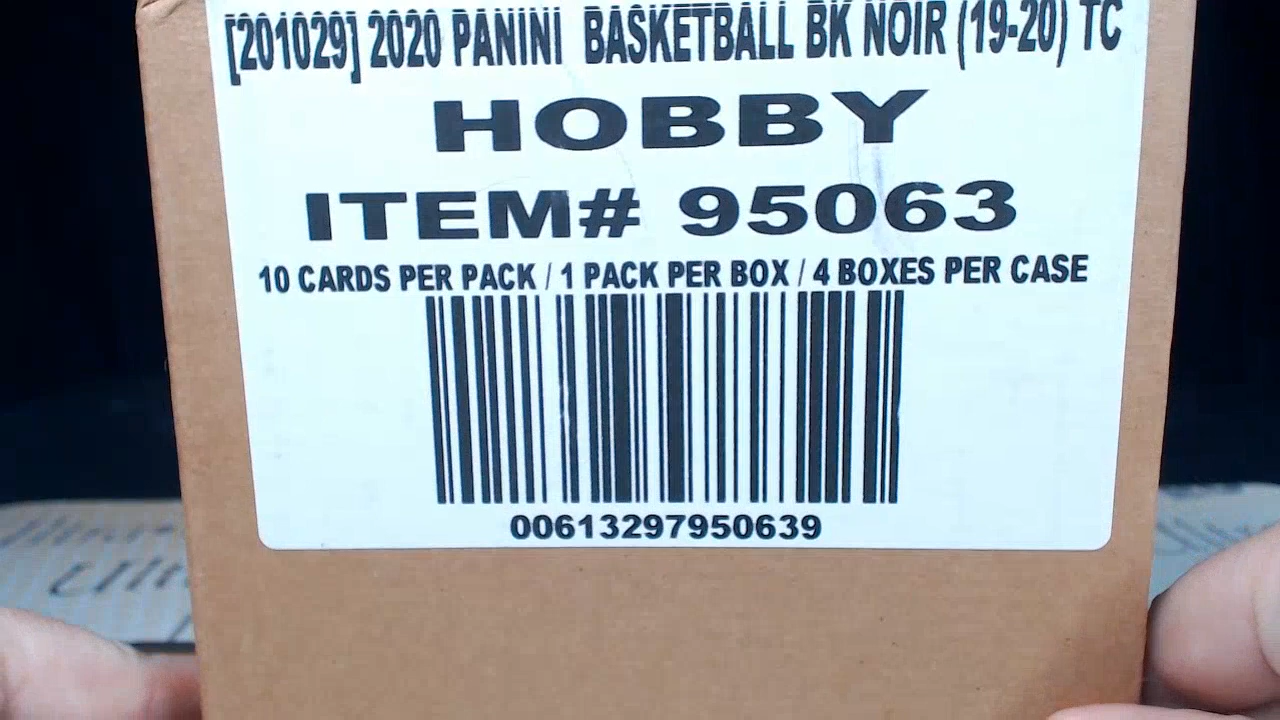 [201029] 2020 PANINI BASKETBALL BK NOIR (19-20) TC
HOBBY
ITEM# 95063
10 CARDS PER PACK / 1 PACK PER BOX / 4 BOXES PER CASE
00613297950639